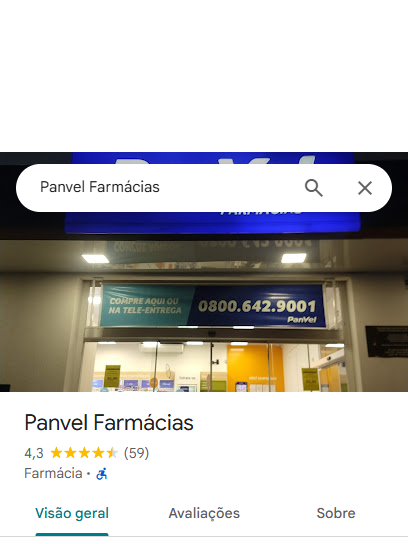 PanVel
Panvel Farmácias
FARMÁCIAS
COMPRE AQUI OU
NA TELE-ENTREGA
0800.642.9001
PanVel
Panvel Farmácias
4,3 (59)
Farmácia ·
Visão geral
Avaliações
Sobre